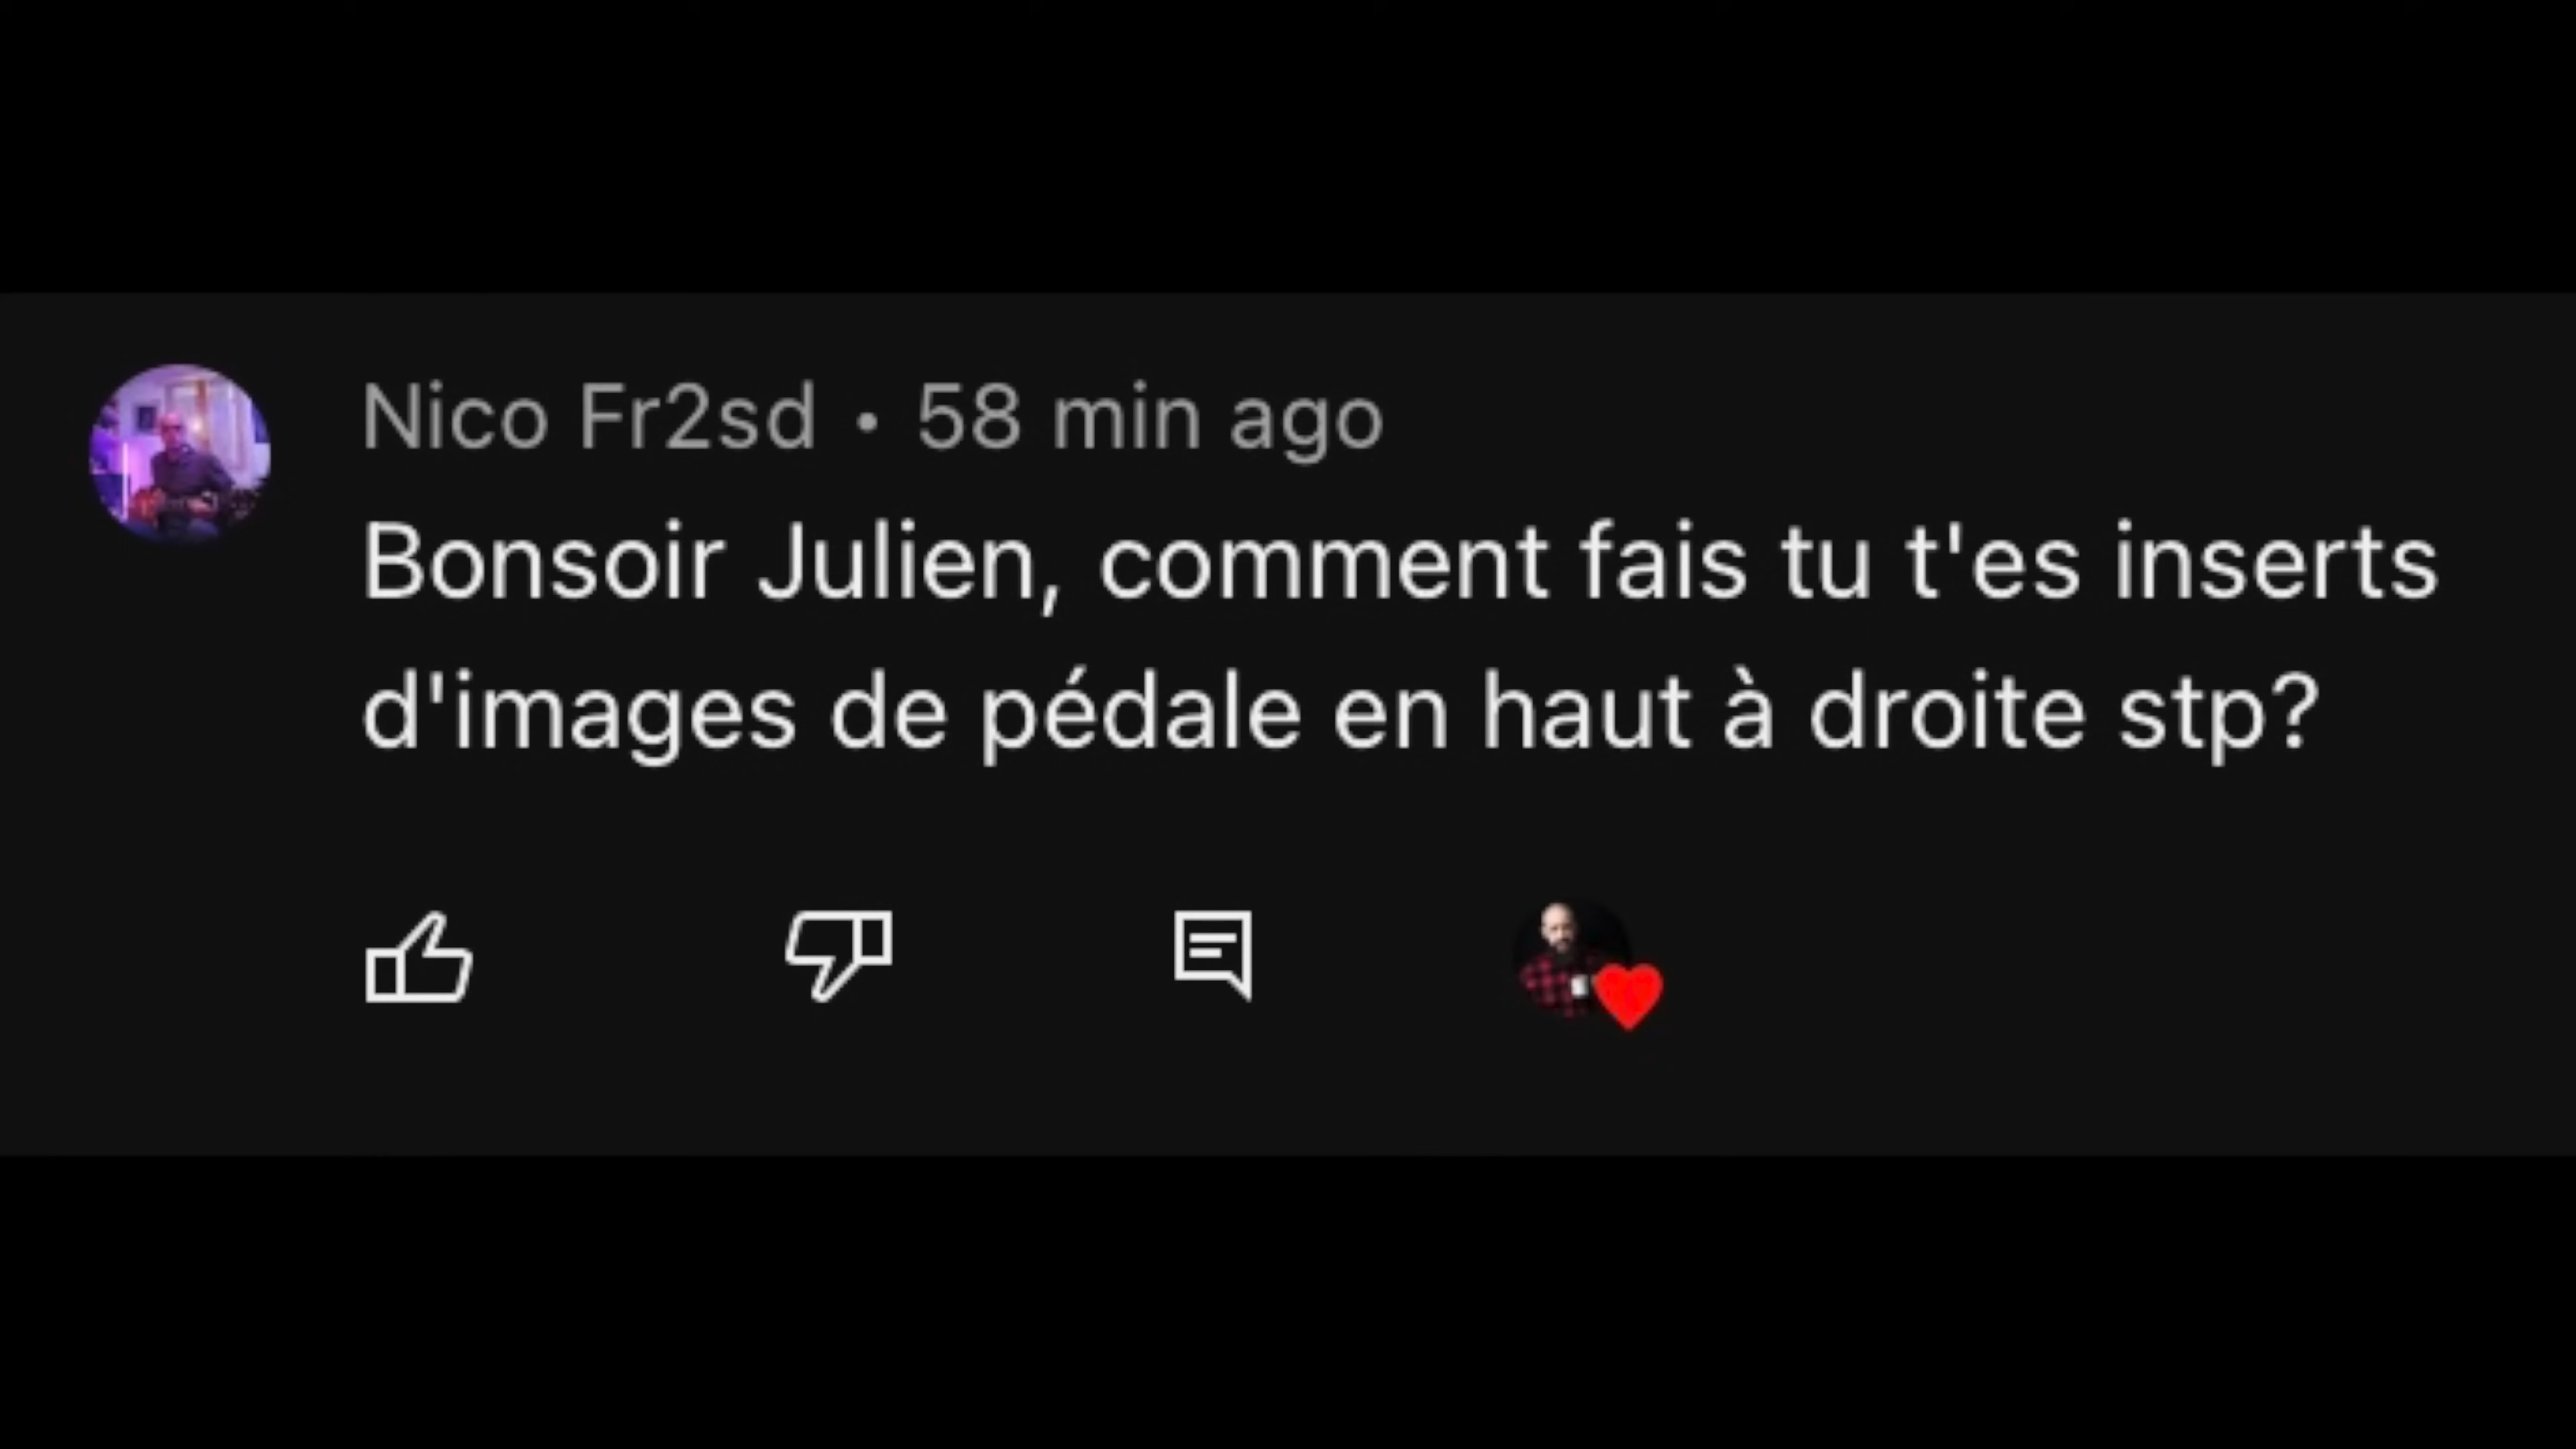 Nico Fr2sd • 58 min ago
Bonsoir Julien, comment fais tu t'es inserts
d'images de pédale en haut à droite stp?